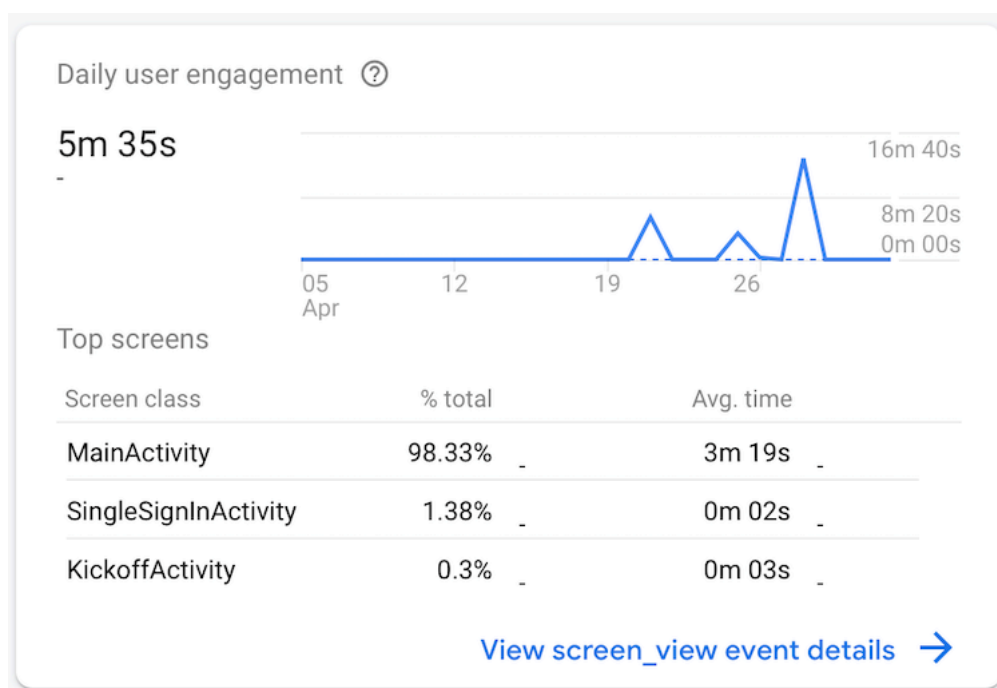 Daily user engagement ?
5m 35s
-
16m 40s
8m 20s
0m 00s
05 12 19 26
Apr
Top screens
Screen class % total Avg. time
MainActivity 98.33% - 3m 19s -
SingleSignInActivity 1.38% - 0m 02s -
KickoffActivity 0.3% - 0m 03s -
View screen_view event details →